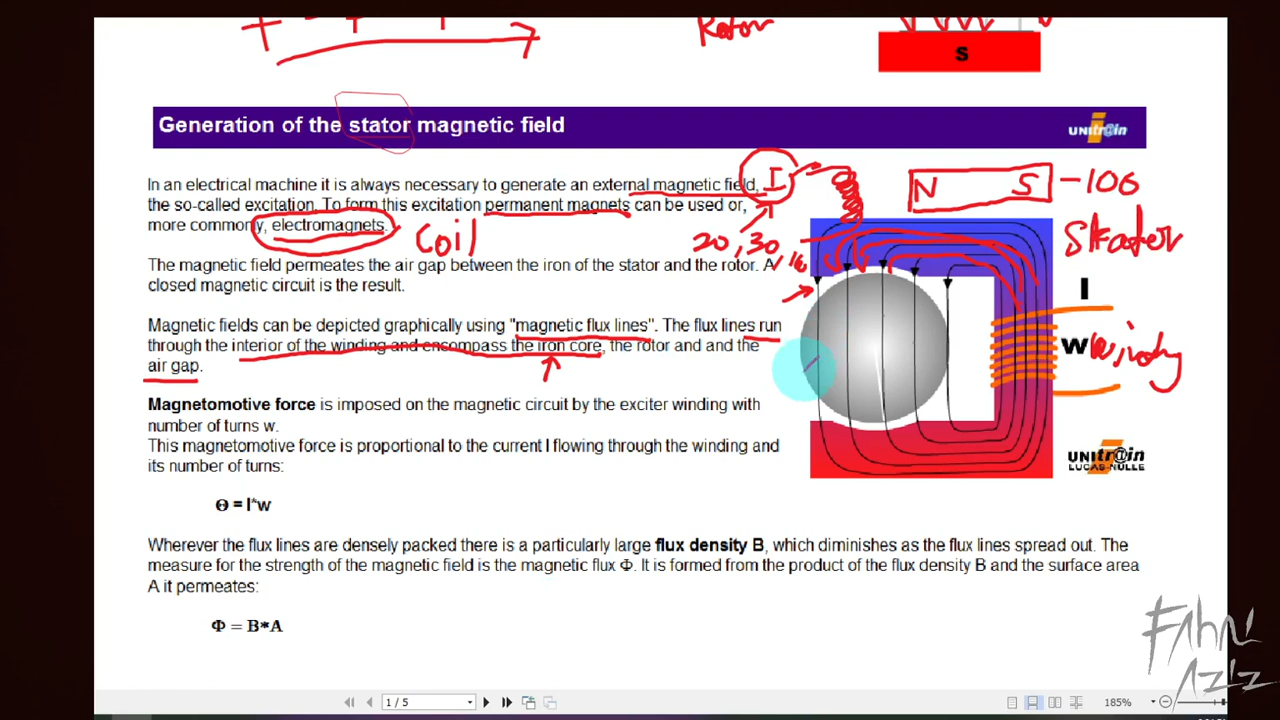 Rotor
S
Generation of the stator magnetic field
UNITr@in
In an electrical machine it is always necessary to generate an external magnetic field,
the so-called excitation. To form this excitation permanent magnets can be used or,
more commonly, electromagnets.
coil
I
20, 30,
N S -106
Stator
The magnetic field permeates the air gap between the iron of the stator and the rotor. A
closed magnetic circuit is the result.
I
Magnetic fields can be depicted graphically using "magnetic flux lines". The flux lines run
through the interior of the winding and encompass the iron core, the rotor and and the
air gap.
w
Magnetomotive force is imposed on the magnetic circuit by the exciter winding with
number of turns w.
This magnetomotive force is proportional to the current I flowing through the winding and
its number of turns:
UNITr@in
LUCAS-NÜLLE
Θ = I*w
Wherever the flux lines are densely packed there is a particularly large flux density B, which diminishes as the flux lines spread out. The
measure for the strength of the magnetic field is the magnetic flux Φ. It is formed from the product of the flux density B and the surface area
A it permeates:
Φ = B*A
FAHMI
AZIZ
1 / 5
185%